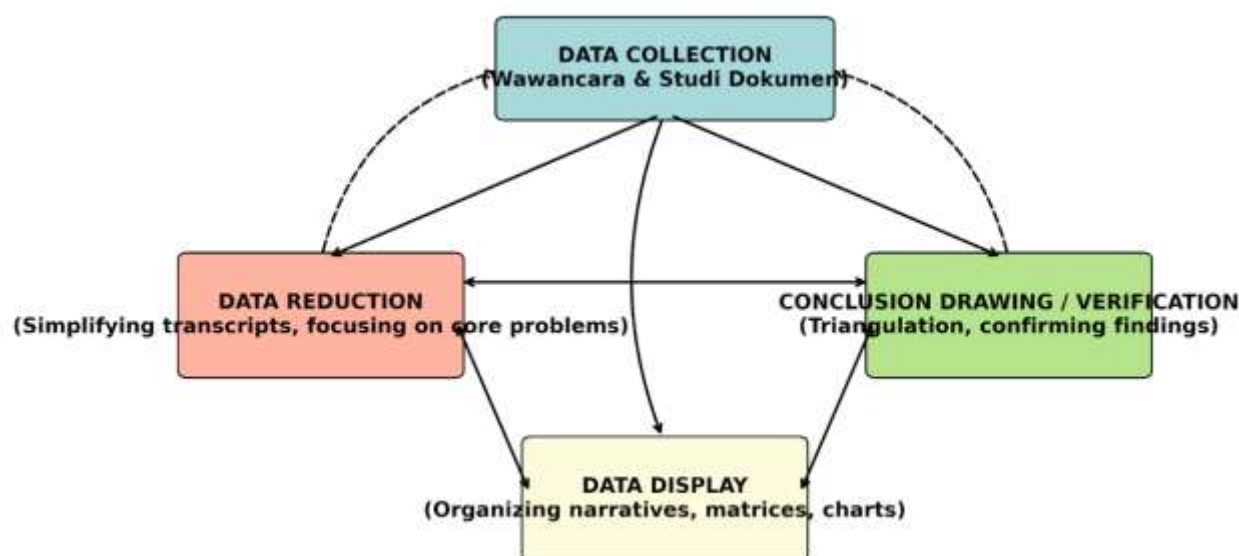 DATA COLLECTION
(Wawancara & Studi Dokumen)
DATA REDUCTION
(Simplifying transcripts, focusing on core problems)
CONCLUSION DRAWING / VERIFICATION
(Triangulation, confirming findings)
DATA DISPLAY
(Organizing narratives, matrices, charts)